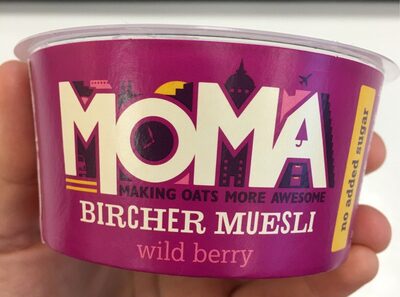 MOMA
MAKING OATS MORE AWESOME
BIRCHER MUESLI
wild berry
no added sugar